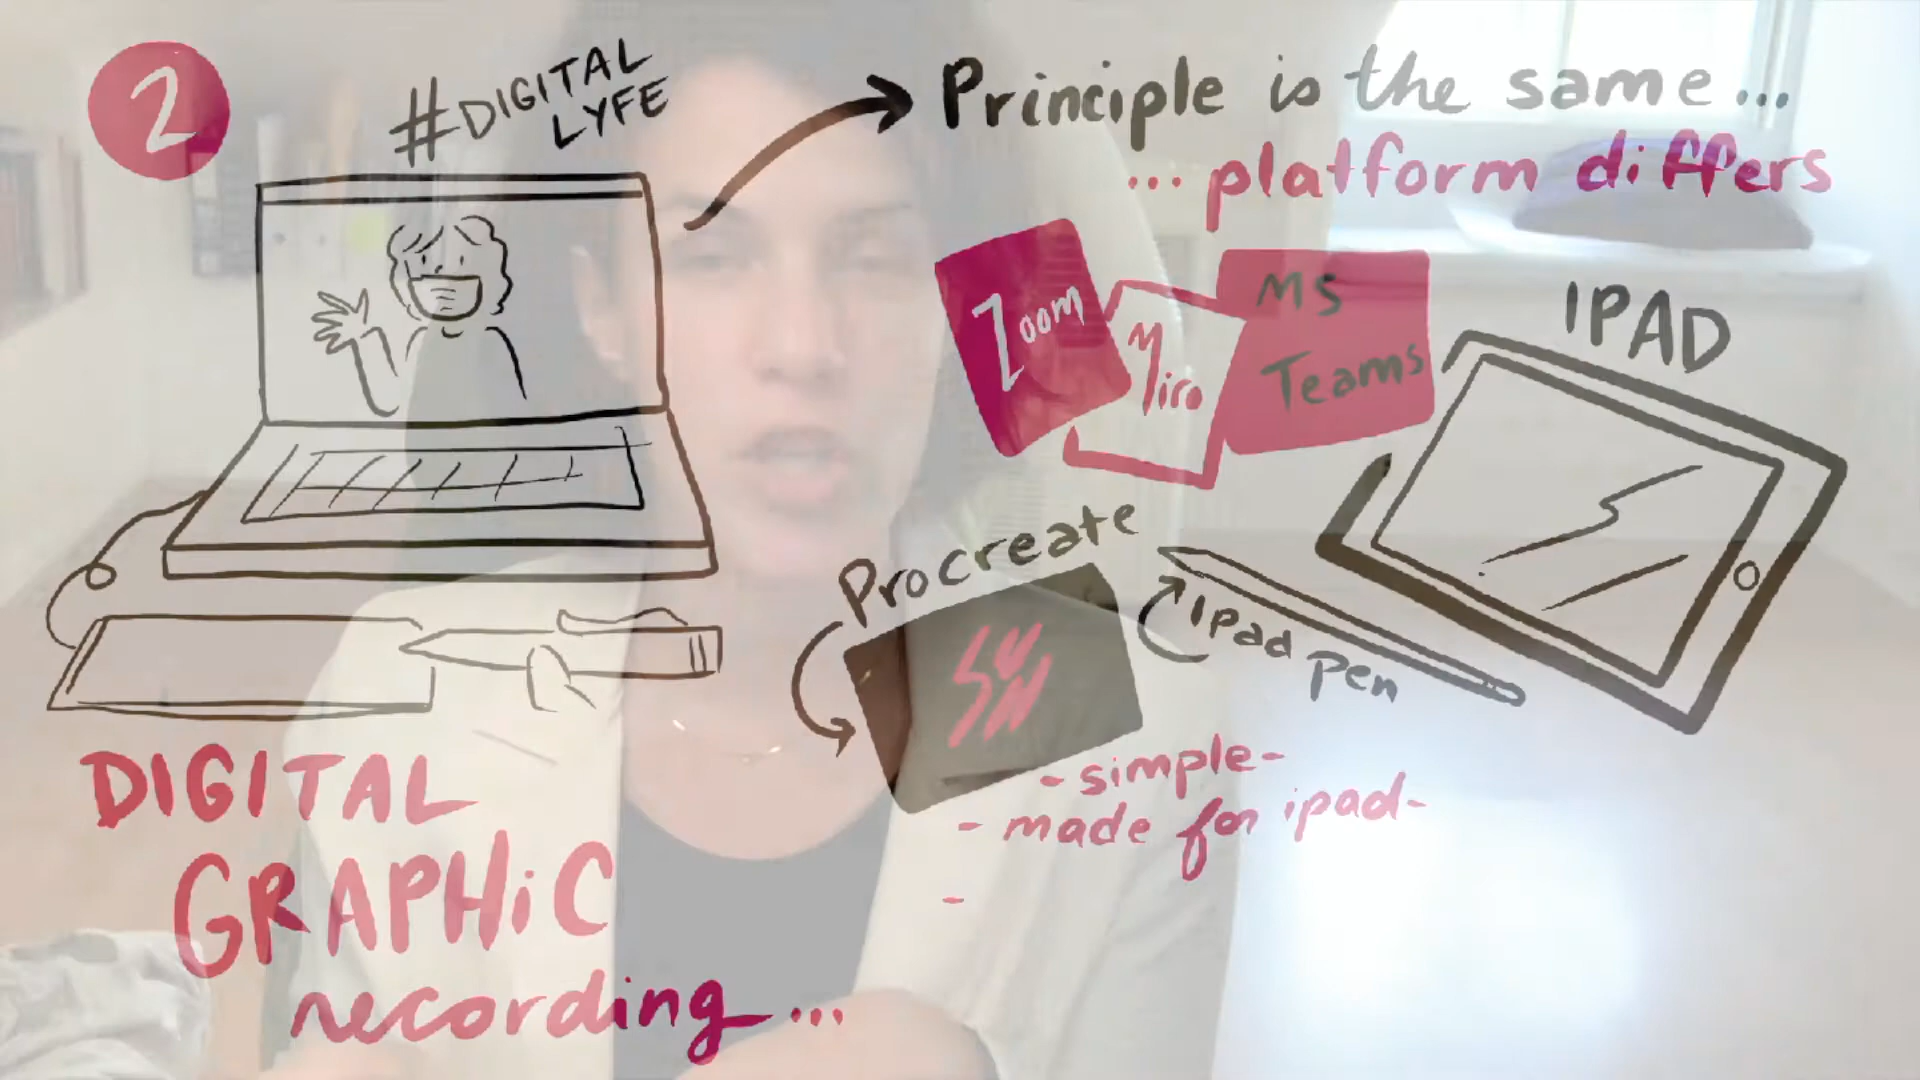 2
#DIGITAL
LYFE
Principle is the same...
...platform differs
Zoom
Miro
MS
Teams
IPAD
Procreate
ipad
pen
-simple-
-made for ipad-
-
DIGITAL
GRAPHiC
recording...